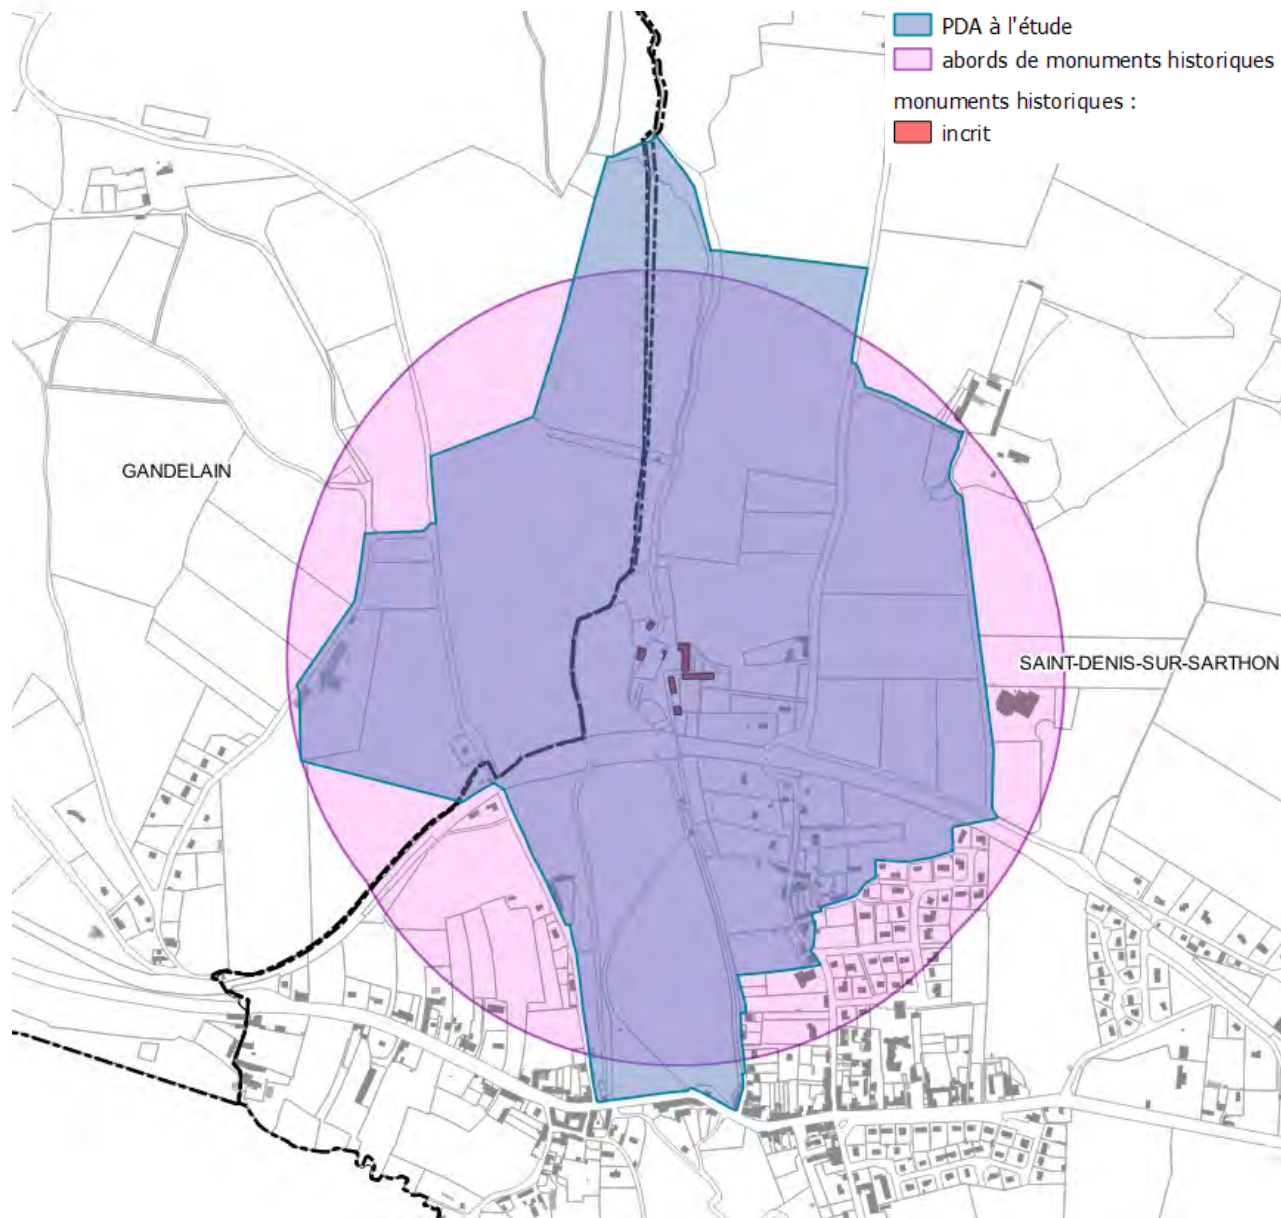 PDA à l'étude
abords de monuments historiques
monuments historiques :
incrit
GANDELAIN
SAINT-DENIS-SUR-SARTHON